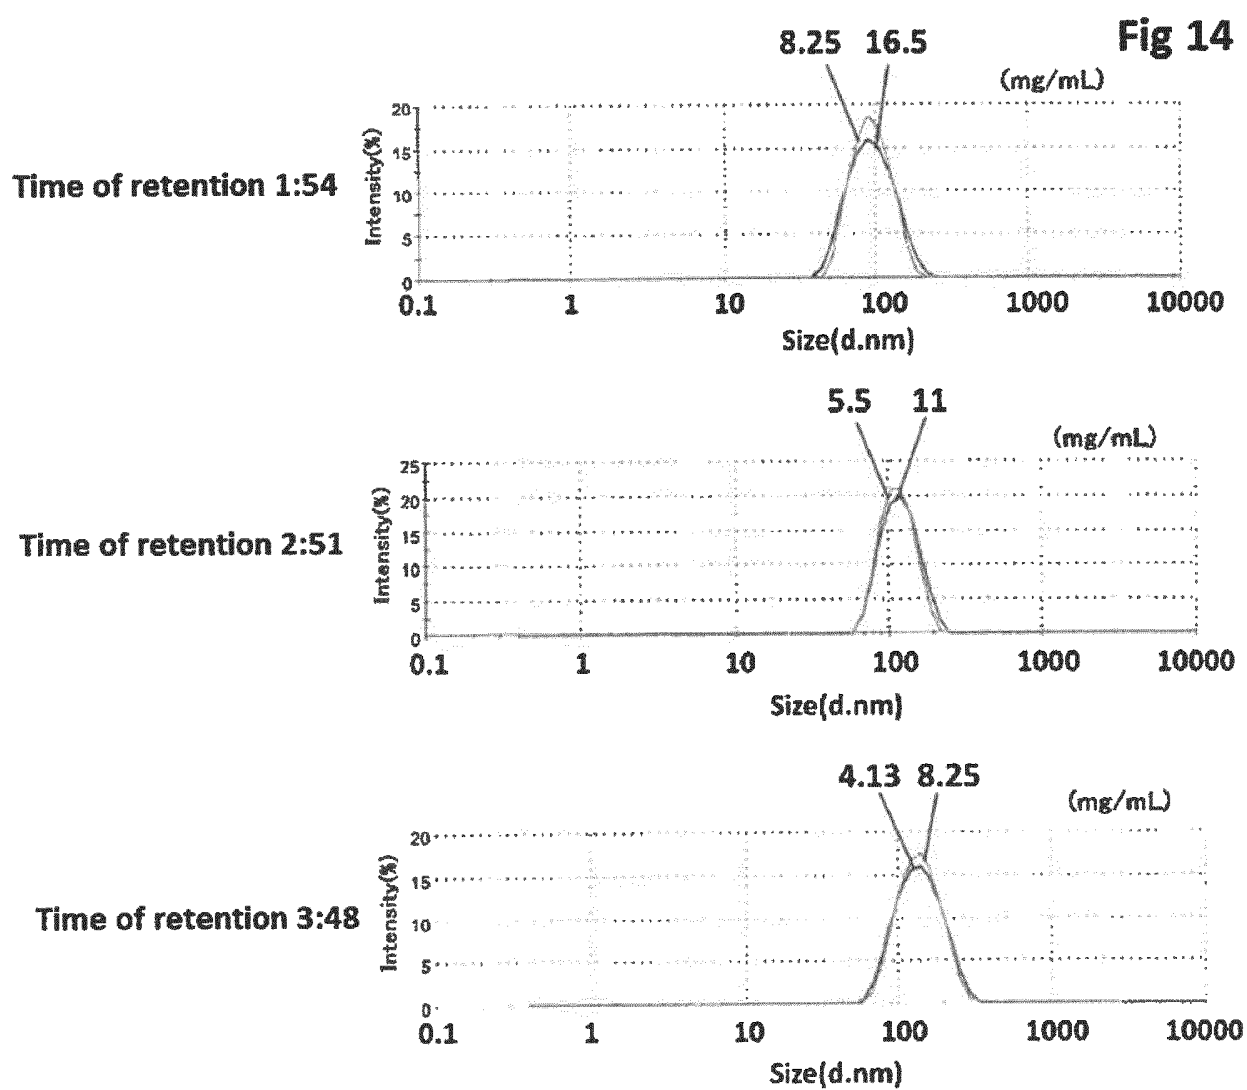 Fig 14
8.25 16.5
(mg/mL)
Time of retention 1:54
Intensity(%)
20
15
10
5
0
0.1 1 10 100 1000 10000
Size(d.nm)
5.5 11
(mg/mL)
Time of retention 2:51
Intensity(%)
25
20
15
10
5
0
0.1 1 10 100 1000 10000
Size(d.nm)
4.13 8.25
(mg/mL)
Time of retention 3:48
Intensity(%)
20
15
10
5
0
0.1 1 10 100 1000 10000
Size(d.nm)